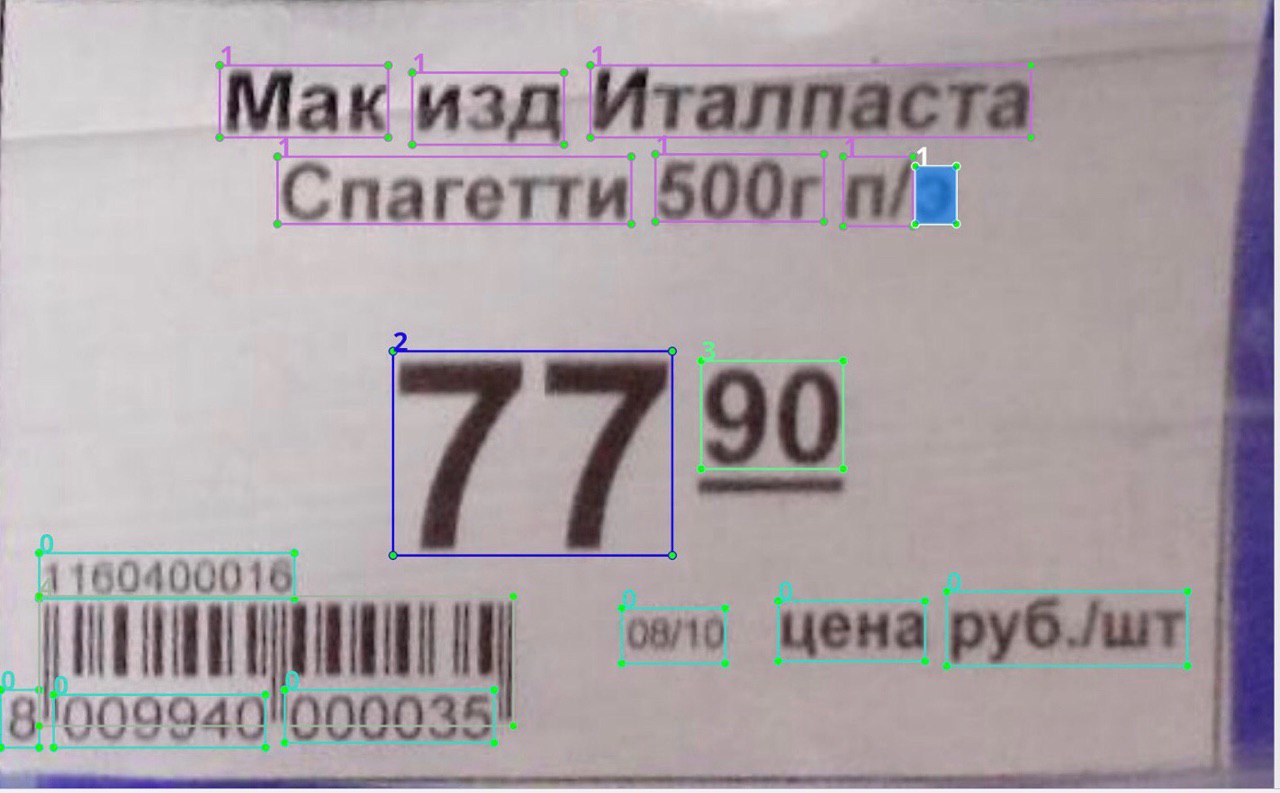 Мак изд Италпаста
Спагетти 500г п/э
77 90
1160400016
08/10 цена руб./шт
8 009940 000035